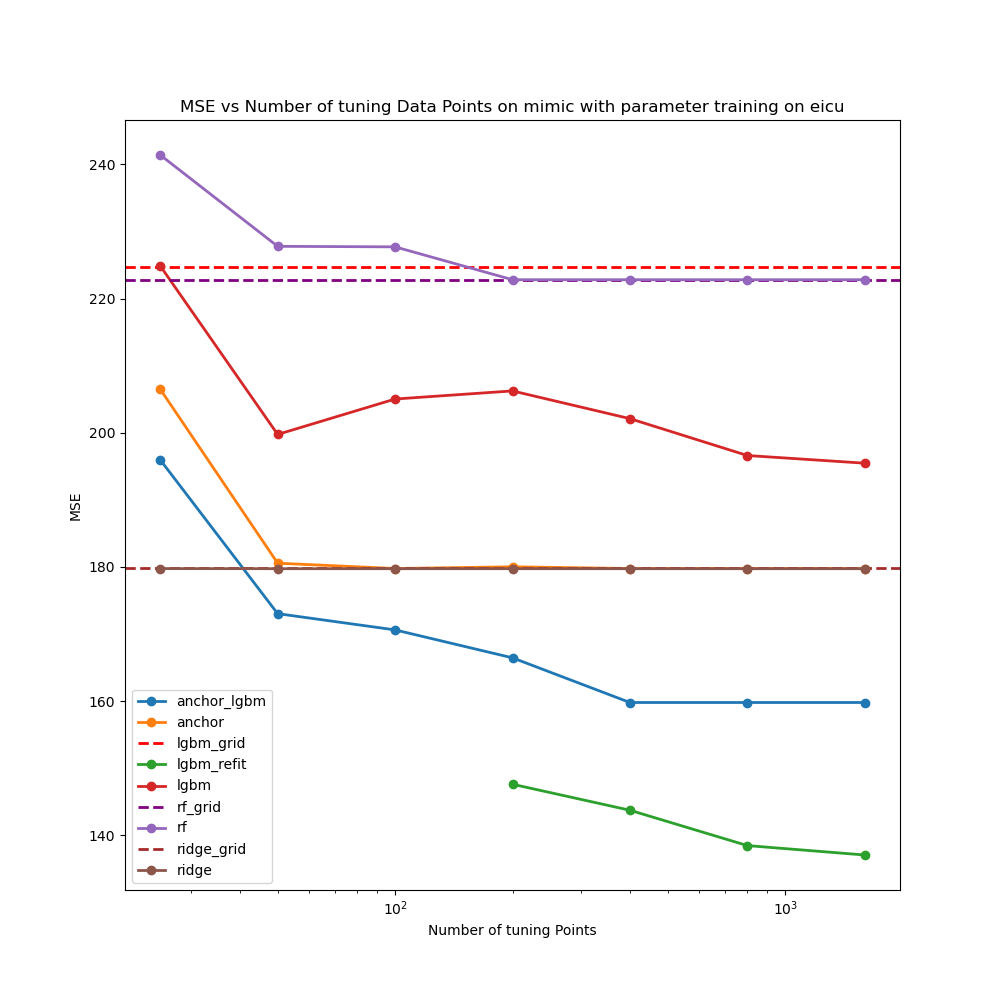 MSE vs Number of tuning Data Points on mimic with parameter training on eicu
240
220
200
180
160
140
MSE
anchor_lgbm
anchor
lgbm_grid
lgbm_refit
lgbm
rf_grid
rf
ridge_grid
ridge
10²
10³
Number of tuning Points